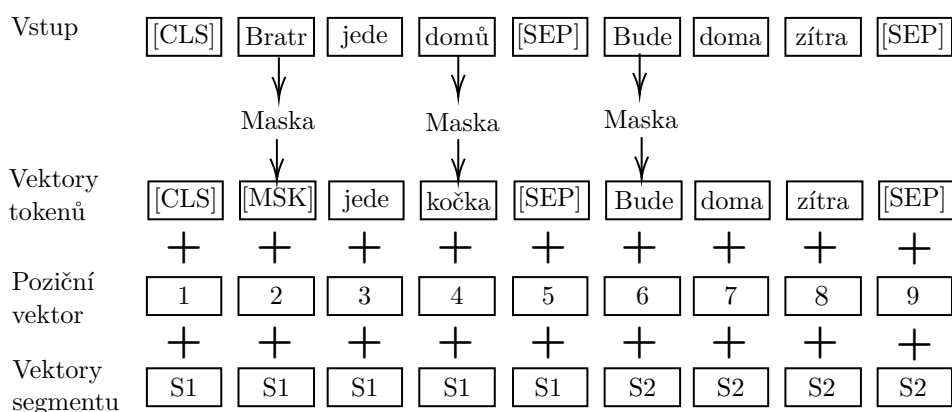 Vstup [CLS] Bratr jede domů [SEP] Bude doma zítra [SEP]
Maska Maska Maska
Vektory
tokenů [CLS] [MSK] jede kočka [SEP] Bude doma zítra [SEP]
+ + + + + + + + +
Poziční
vektor 1 2 3 4 5 6 7 8 9
+ + + + + + + + +
Vektory
segmentu S1 S1 S1 S1 S1 S2 S2 S2 S2